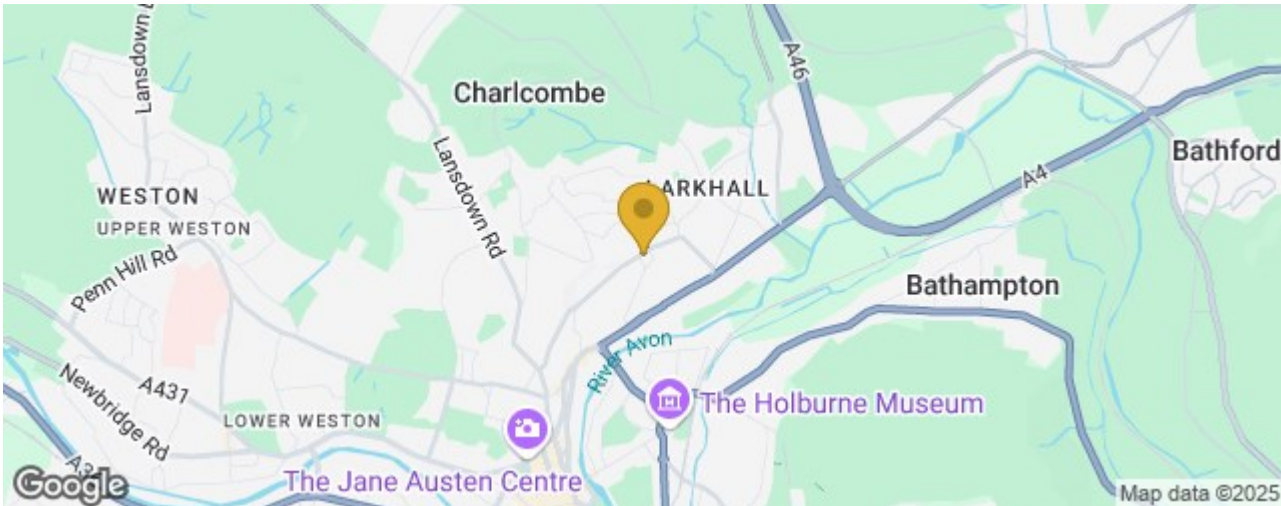 Lansdown
Charlcombe
A46
Bathford
Lansdown Rd
LARKHALL
A4
WESTON
UPPER WESTON
Penn Hill Rd
Bathampton
River Avon
A431
Newbridge Rd
LOWER WESTON
The Holburne Museum
The Jane Austen Centre
Google
Map data ©2025